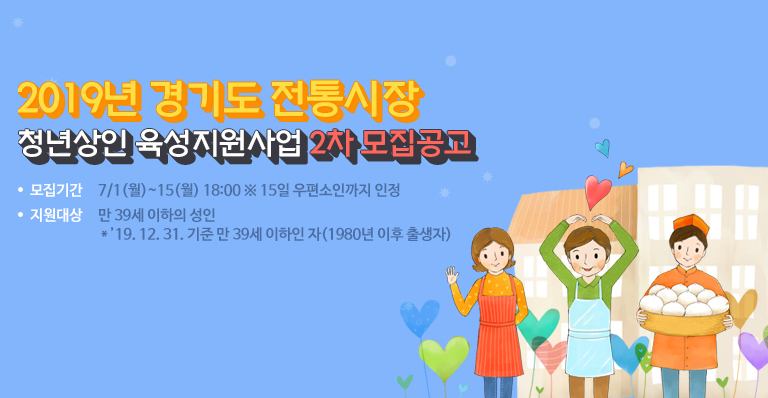 2019년 경기도 전통시장
청년상인 육성지원사업 2차 모집공고
• 모집기간 7/1(월)~15(월) 18:00 ※ 15일 우편소인까지 인정
• 지원대상 만 39세 이하의 성인
*’19. 12. 31. 기준 만 39세 이하인 자(1980년 이후 출생자)